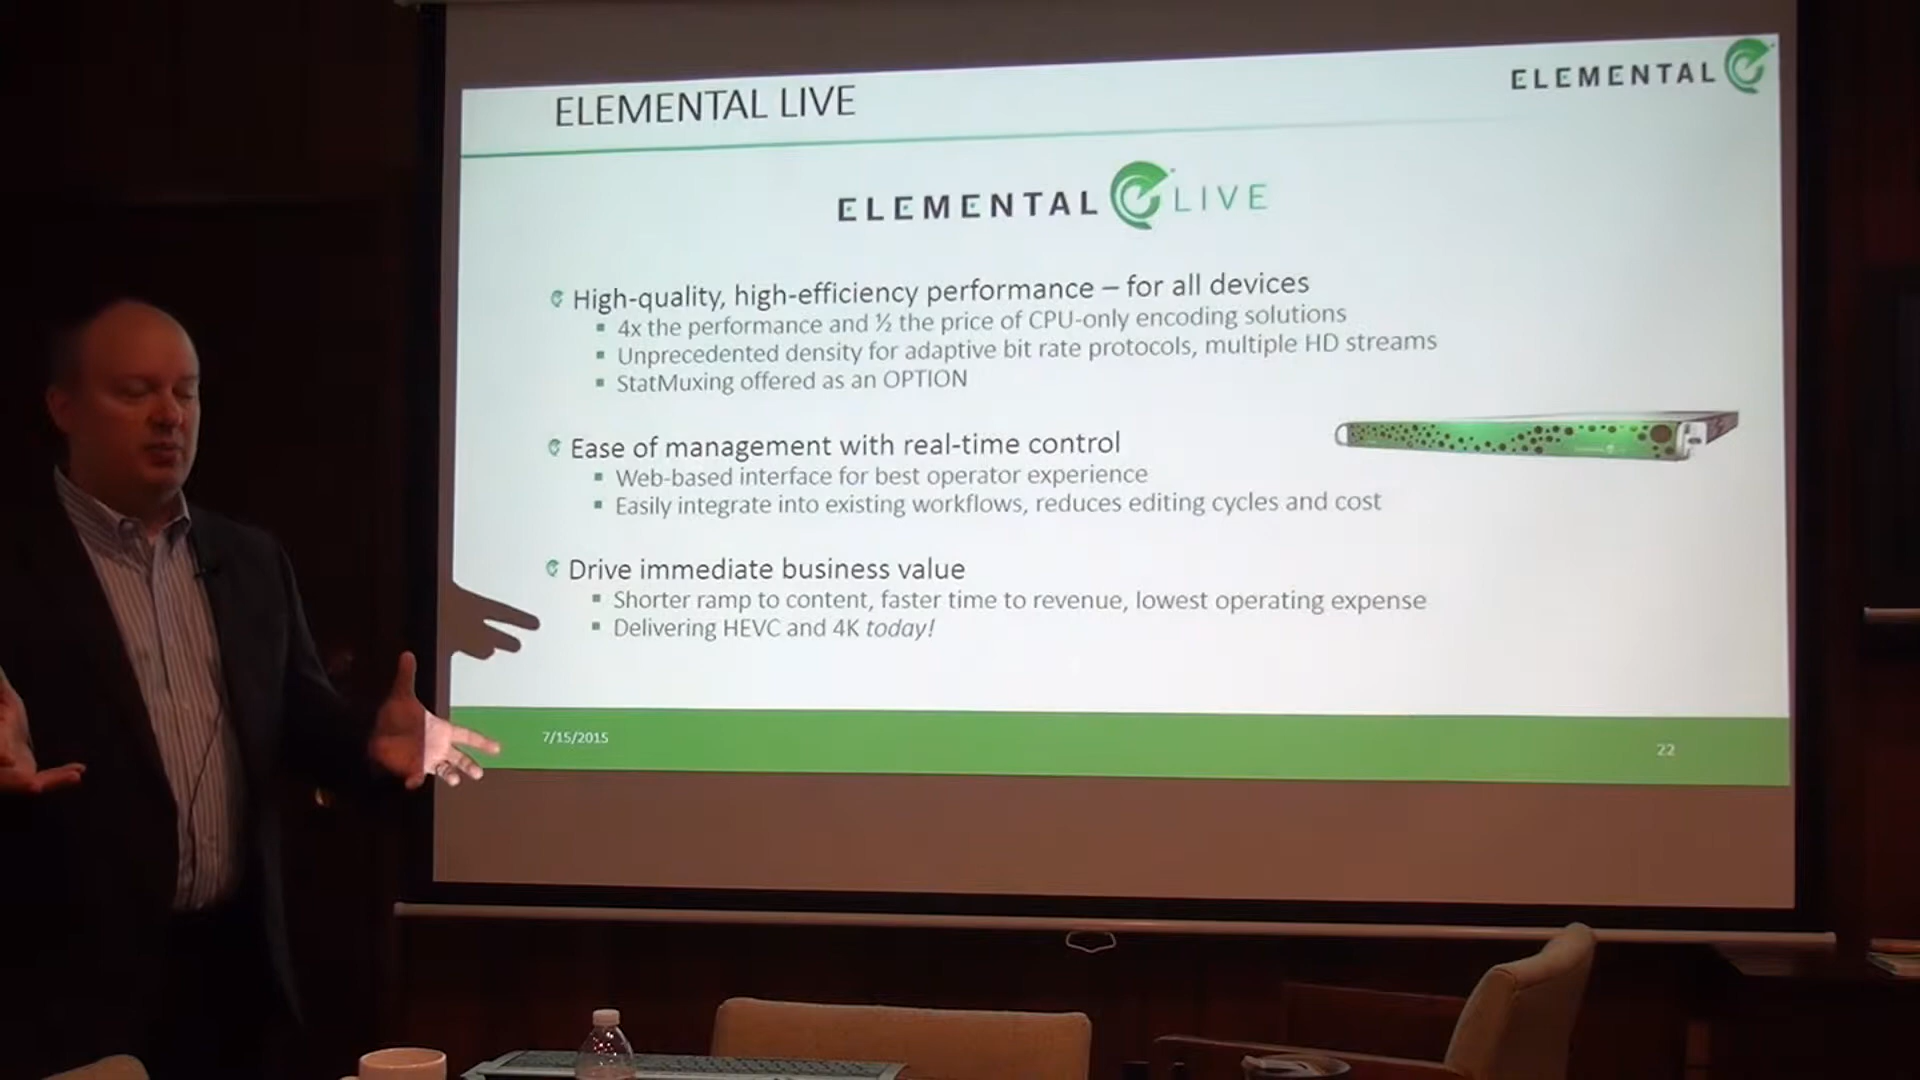 ELEMENTAL LIVE
ELEMENTAL
ELEMENTAL LIVE
High-quality, high-efficiency performance – for all devices
4x the performance and ½ the price of CPU-only encoding solutions
Unprecedented density for adaptive bit rate protocols, multiple HD streams
StatMuxing offered as an OPTION
Ease of management with real-time control
Web-based interface for best operator experience
Easily integrate into existing workflows, reduces editing cycles and cost
Drive immediate business value
Shorter ramp to content, faster time to revenue, lowest operating expense
Delivering HEVC and 4K today!
7/15/2015
22